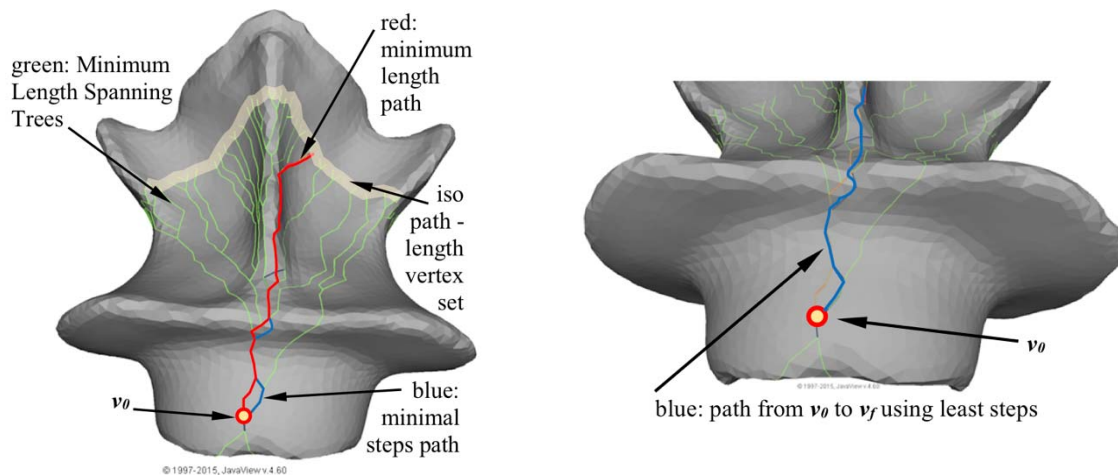 red:
minimum
length
path
green: Minimum
Length Spanning
Trees
iso
path -
length
vertex
set
v0
blue:
minimal
steps path
© 1997-2015, JavaView v.4.60
v0
© 1997-2015, JavaView v.4.60
blue: path from v0 to vf using least steps